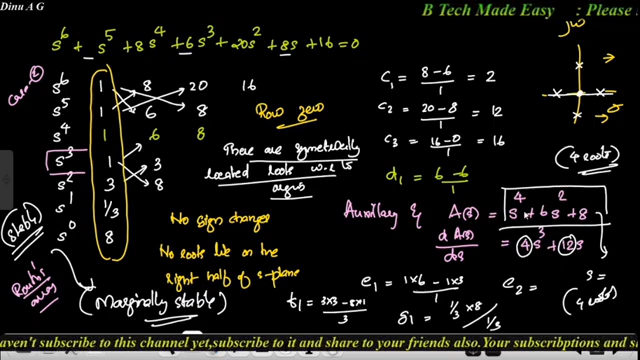 Dinu A G
B Tech Made Easy : Please
s⁶ + s⁵ + 8s⁴ + 6s³ + 20s² + 8s + 16 = 0
Case-②
s⁶ 1 8 20 16
s⁵ 1 6 8
s⁴ 1 6 8
s³ 1 3
s² 3 8
s¹ 1/3
s⁰ 8
Stable
Routh's array
Row zero
There are symetrically
located roots w.r.t s
No sign changes
No roots lie on the
right half of s-plane
Marginally stable
c₁ = 8-6/1 = 2
c₂ = 20-8/1 = 12
c₃ = 16-0/1 = 16
d₁ = 6-6/1
jω
σ
(4 roots)
Auxiliary Eq A(s) = s⁴+6s²+8
d A(s)/ds = 4s³+12s
s =
(4 roots)
e₁ = 1×6-1×3/1
e₂ =
f₁ = 3×3-8×1/3
g₁ = 1/3×8/1/3
aven't subscribe to this channel yet,subscribe to it and share to your friends also.Your subscribptions and s